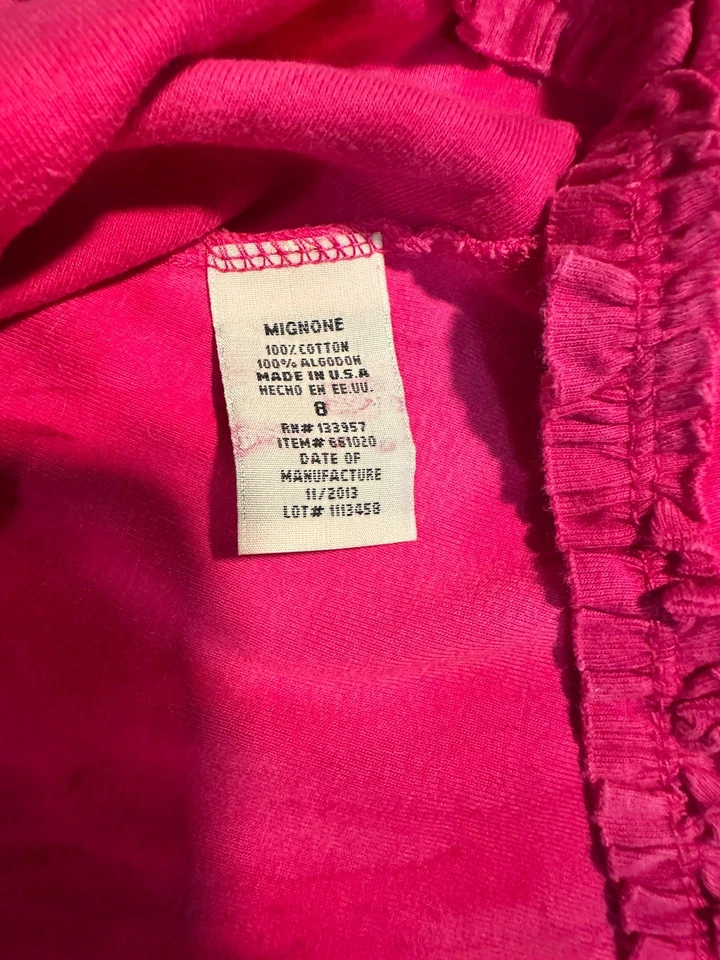 MIGNONE
100% COTTON
100% ALGODON
MADE IN U.S.A
HECHO EN EE.UU.
8
RN# 133957
ITEM# 661020
DATE OF
MANUFACTURE
11/2013
LOT# 1113458